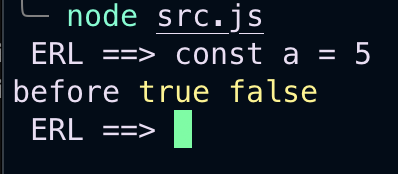 node src.js
ERL ==> const a = 5
before true false
ERL ==>